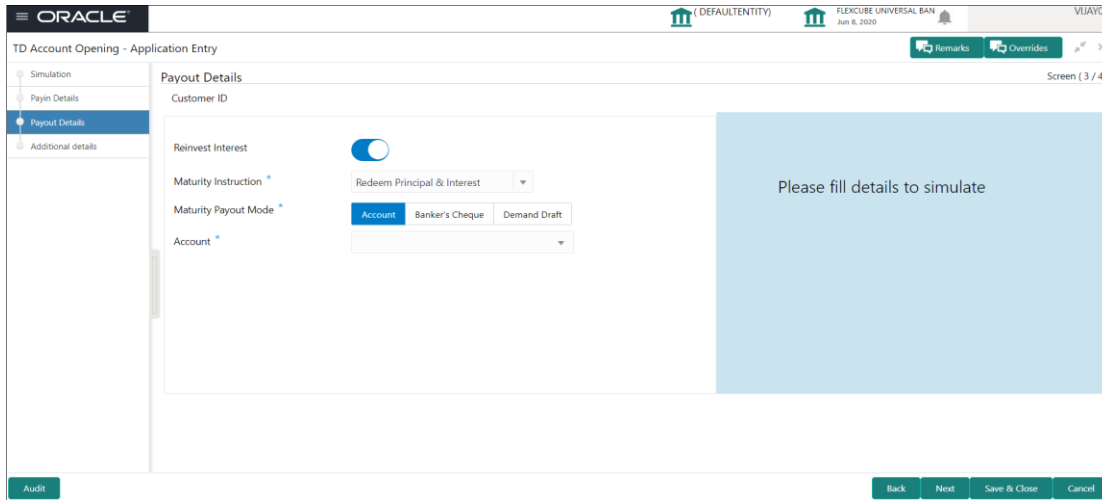 ORACLE
( DEFAULTENTITY)
FLEXCUBE UNIVERSAL BAN
Jun 8, 2020
VIJAY0
TD Account Opening - Application Entry
Remarks
Overrides
Simulation
Payin Details
Payout Details
Additional details
Payout Details
Screen ( 3 / 4
Customer ID
Reinvest Interest
Maturity Instruction *
Redeem Principal & Interest
Maturity Payout Mode *
Account Banker's Cheque Demand Draft
Account *
Please fill details to simulate
Audit
Back Next Save & Close Cancel